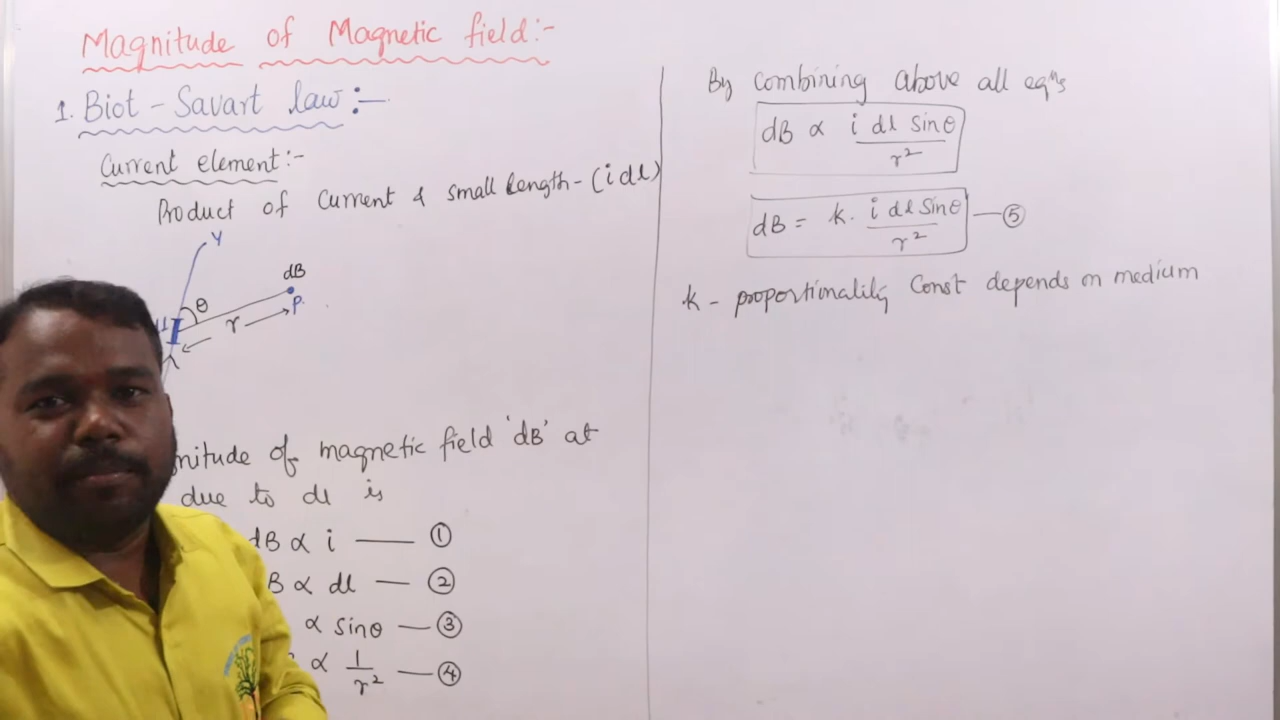 Magnitude of Magnetic field:-
1. Biot - Savart law:-
Current element:-
Product of Current & small length - (i dl)
Y
dB
θ
P.
r
magnetic field 'dB' at
due to dl is
dB ∝ i —— ①
B ∝ dl — ②
∝ sinθ — ③
∝ 1/r² — ④
By combining above all eqⁿs
dB ∝ i dl sinθ / r²
dB = k. i dl sinθ / r² — ⑤
k - proportionality Const depends on medium